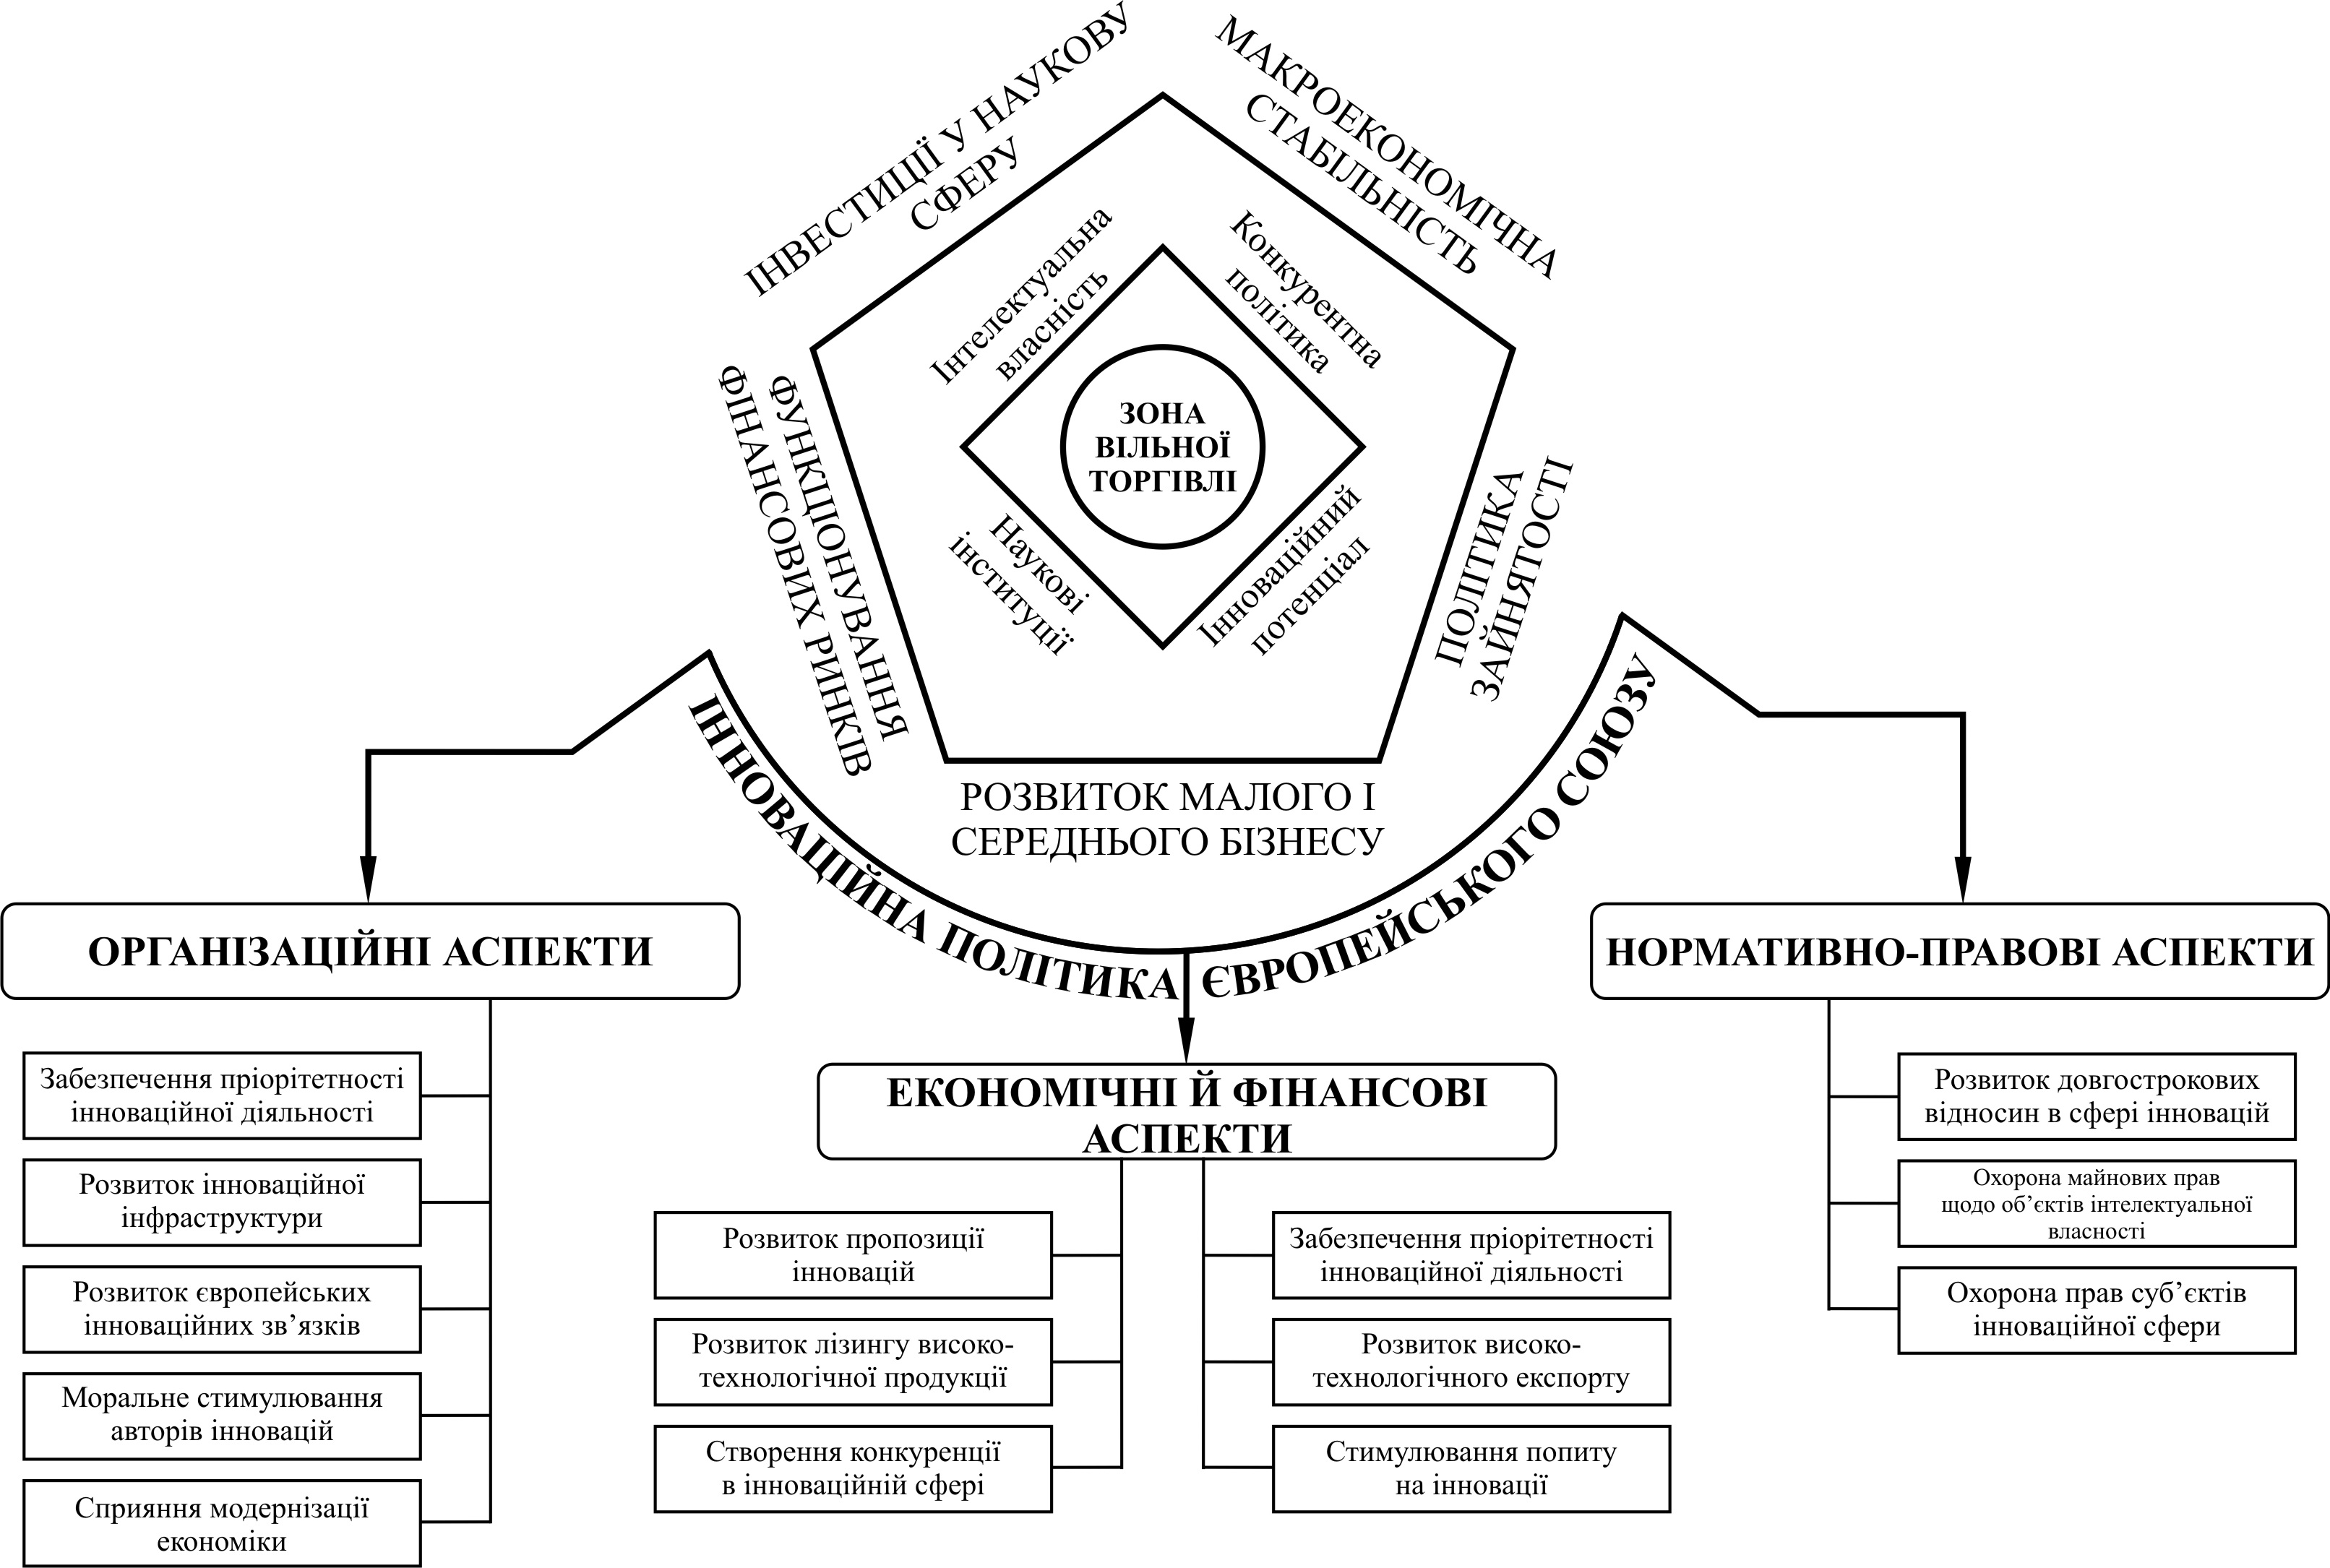 ІНВЕСТИЦІЇ У НАУКОВУ
СФЕРУ
МАКРОЕКОНОМІЧНА
СТАБІЛЬНІСТЬ
Інтелектуальна
власність
Конкурентна
політика
ЗОНА
ВІЛЬНОЇ
ТОРГІВЛІ
ФУНКЦІОНУВАННЯ
ФІНАНСОВИХ РИНКІВ
Наукові
інституції
Інноваційний
потенціал
ПОЛІТИКА
ЗАЙНЯТОСТІ
РОЗВИТОК МАЛОГО І
СЕРЕДНЬОГО БІЗНЕСУ
ІННОВАЦІЙНА ПОЛІТИКА ЄВРОПЕЙСЬКОГО СОЮЗУ
ОРГАНІЗАЦІЙНІ АСПЕКТИ
Забезпечення пріорітетності
інноваційної діяльності
Розвиток інноваційної
інфраструктури
Розвиток європейських
інноваційних зв’язків
Моральне стимулювання
авторів інновацій
Сприяння модернізації
економіки
ЕКОНОМІЧНІ Й ФІНАНСОВІ
АСПЕКТИ
Розвиток пропозиції
інновацій
Розвиток лізингу високо-
технологічної продукції
Створення конкуренції
в інноваційній сфері
Забезпечення пріорітетності
інноваційної діяльності
Розвиток високо-
технологічного експорту
Стимулювання попиту
на інновації
НОРМАТИВНО-ПРАВОВІ АСПЕКТИ
Розвиток довгострокових
відносин в сфері інновацій
Охорона майнових прав
щодо об’єктів інтелектуальної
власності
Охорона прав суб’єктів
інноваційної сфери